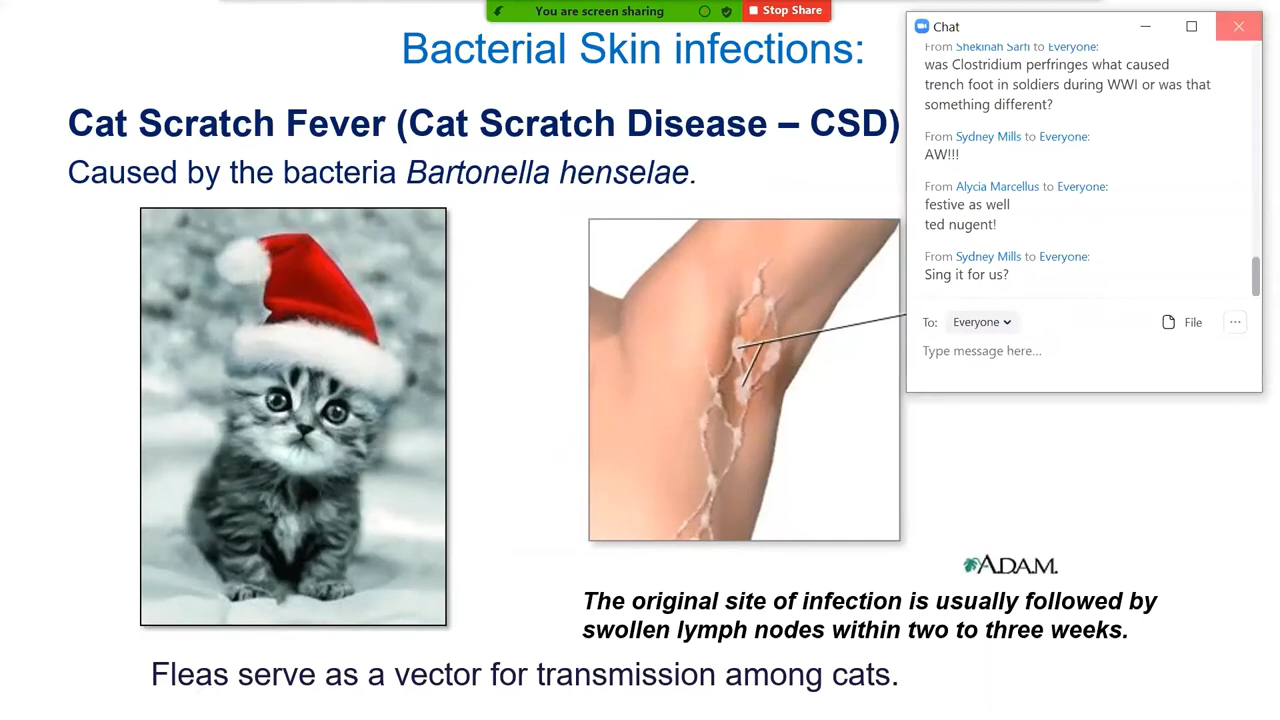 You are screen sharing
Stop Share
Bacterial Skin infections:
Cat Scratch Fever (Cat Scratch Disease – CSD)
Caused by the bacteria Bartonella henselae.
Chat
From Shekinah Sarfi to Everyone:
was Clostridium perfringes what caused
trench foot in soldiers during WWI or was that
something different?
From Sydney Mills to Everyone:
AW!!!
From Alycia Marcellus to Everyone:
festive as well
ted nugent!
From Sydney Mills to Everyone:
Sing it for us?
To: Everyone File
Type message here...
A.D.A.M.
The original site of infection is usually followed by
swollen lymph nodes within two to three weeks.
Fleas serve as a vector for transmission among cats.